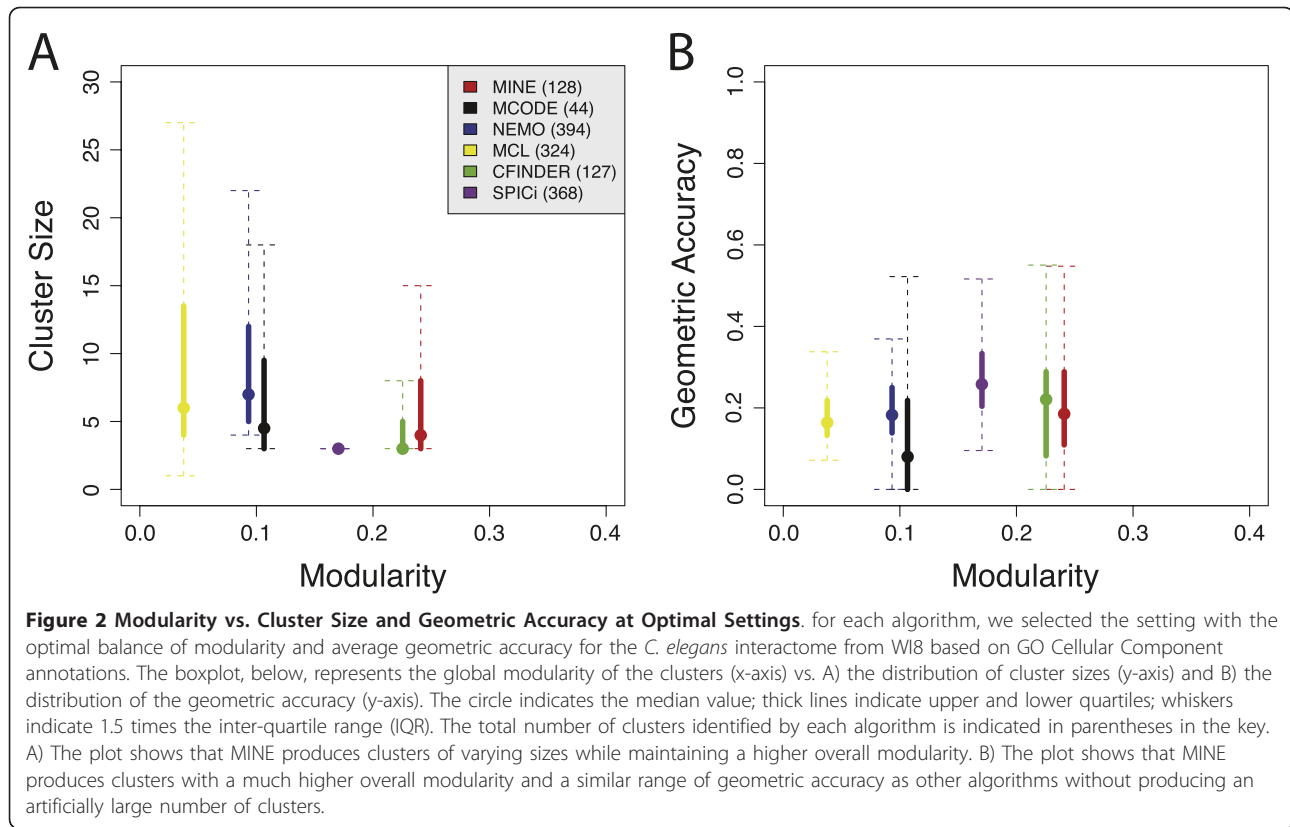 A
B
Cluster Size
30
25
20
15
10
5
0
0.0 0.1 0.2 0.3 0.4
Modularity
MINE (128)
MCODE (44)
NEMO (394)
MCL (324)
CFINDER (127)
SPICi (368)
Geometric Accuracy
1.0
0.8
0.6
0.4
0.2
0.0
0.0 0.1 0.2 0.3 0.4
Modularity
Figure 2 Modularity vs. Cluster Size and Geometric Accuracy at Optimal Settings. for each algorithm, we selected the setting with the
optimal balance of modularity and average geometric accuracy for the C. elegans interactome from WI8 based on GO Cellular Component
annotations. The boxplot, below, represents the global modularity of the clusters (x-axis) vs. A) the distribution of cluster sizes (y-axis) and B) the
distribution of the geometric accuracy (y-axis). The circle indicates the median value; thick lines indicate upper and lower quartiles; whiskers
indicate 1.5 times the inter-quartile range (IQR). The total number of clusters identified by each algorithm is indicated in parentheses in the key.
A) The plot shows that MINE produces clusters of varying sizes while maintaining a higher overall modularity. B) The plot shows that MINE
produces clusters with a much higher overall modularity and a similar range of geometric accuracy as other algorithms without producing an
artificially large number of clusters.